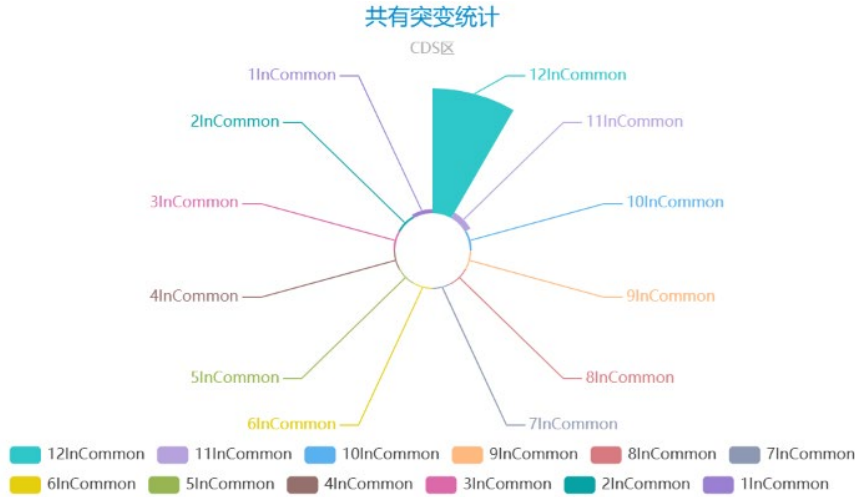 共有突变统计
CDS区
1InCommon 12InCommon
2InCommon 11InCommon
3InCommon 10InCommon
4InCommon 9InCommon
5InCommon 8InCommon
6InCommon 7InCommon
12InCommon 11InCommon 10InCommon 9InCommon 8InCommon 7InCommon
6InCommon 5InCommon 4InCommon 3InCommon 2InCommon 1InCommon